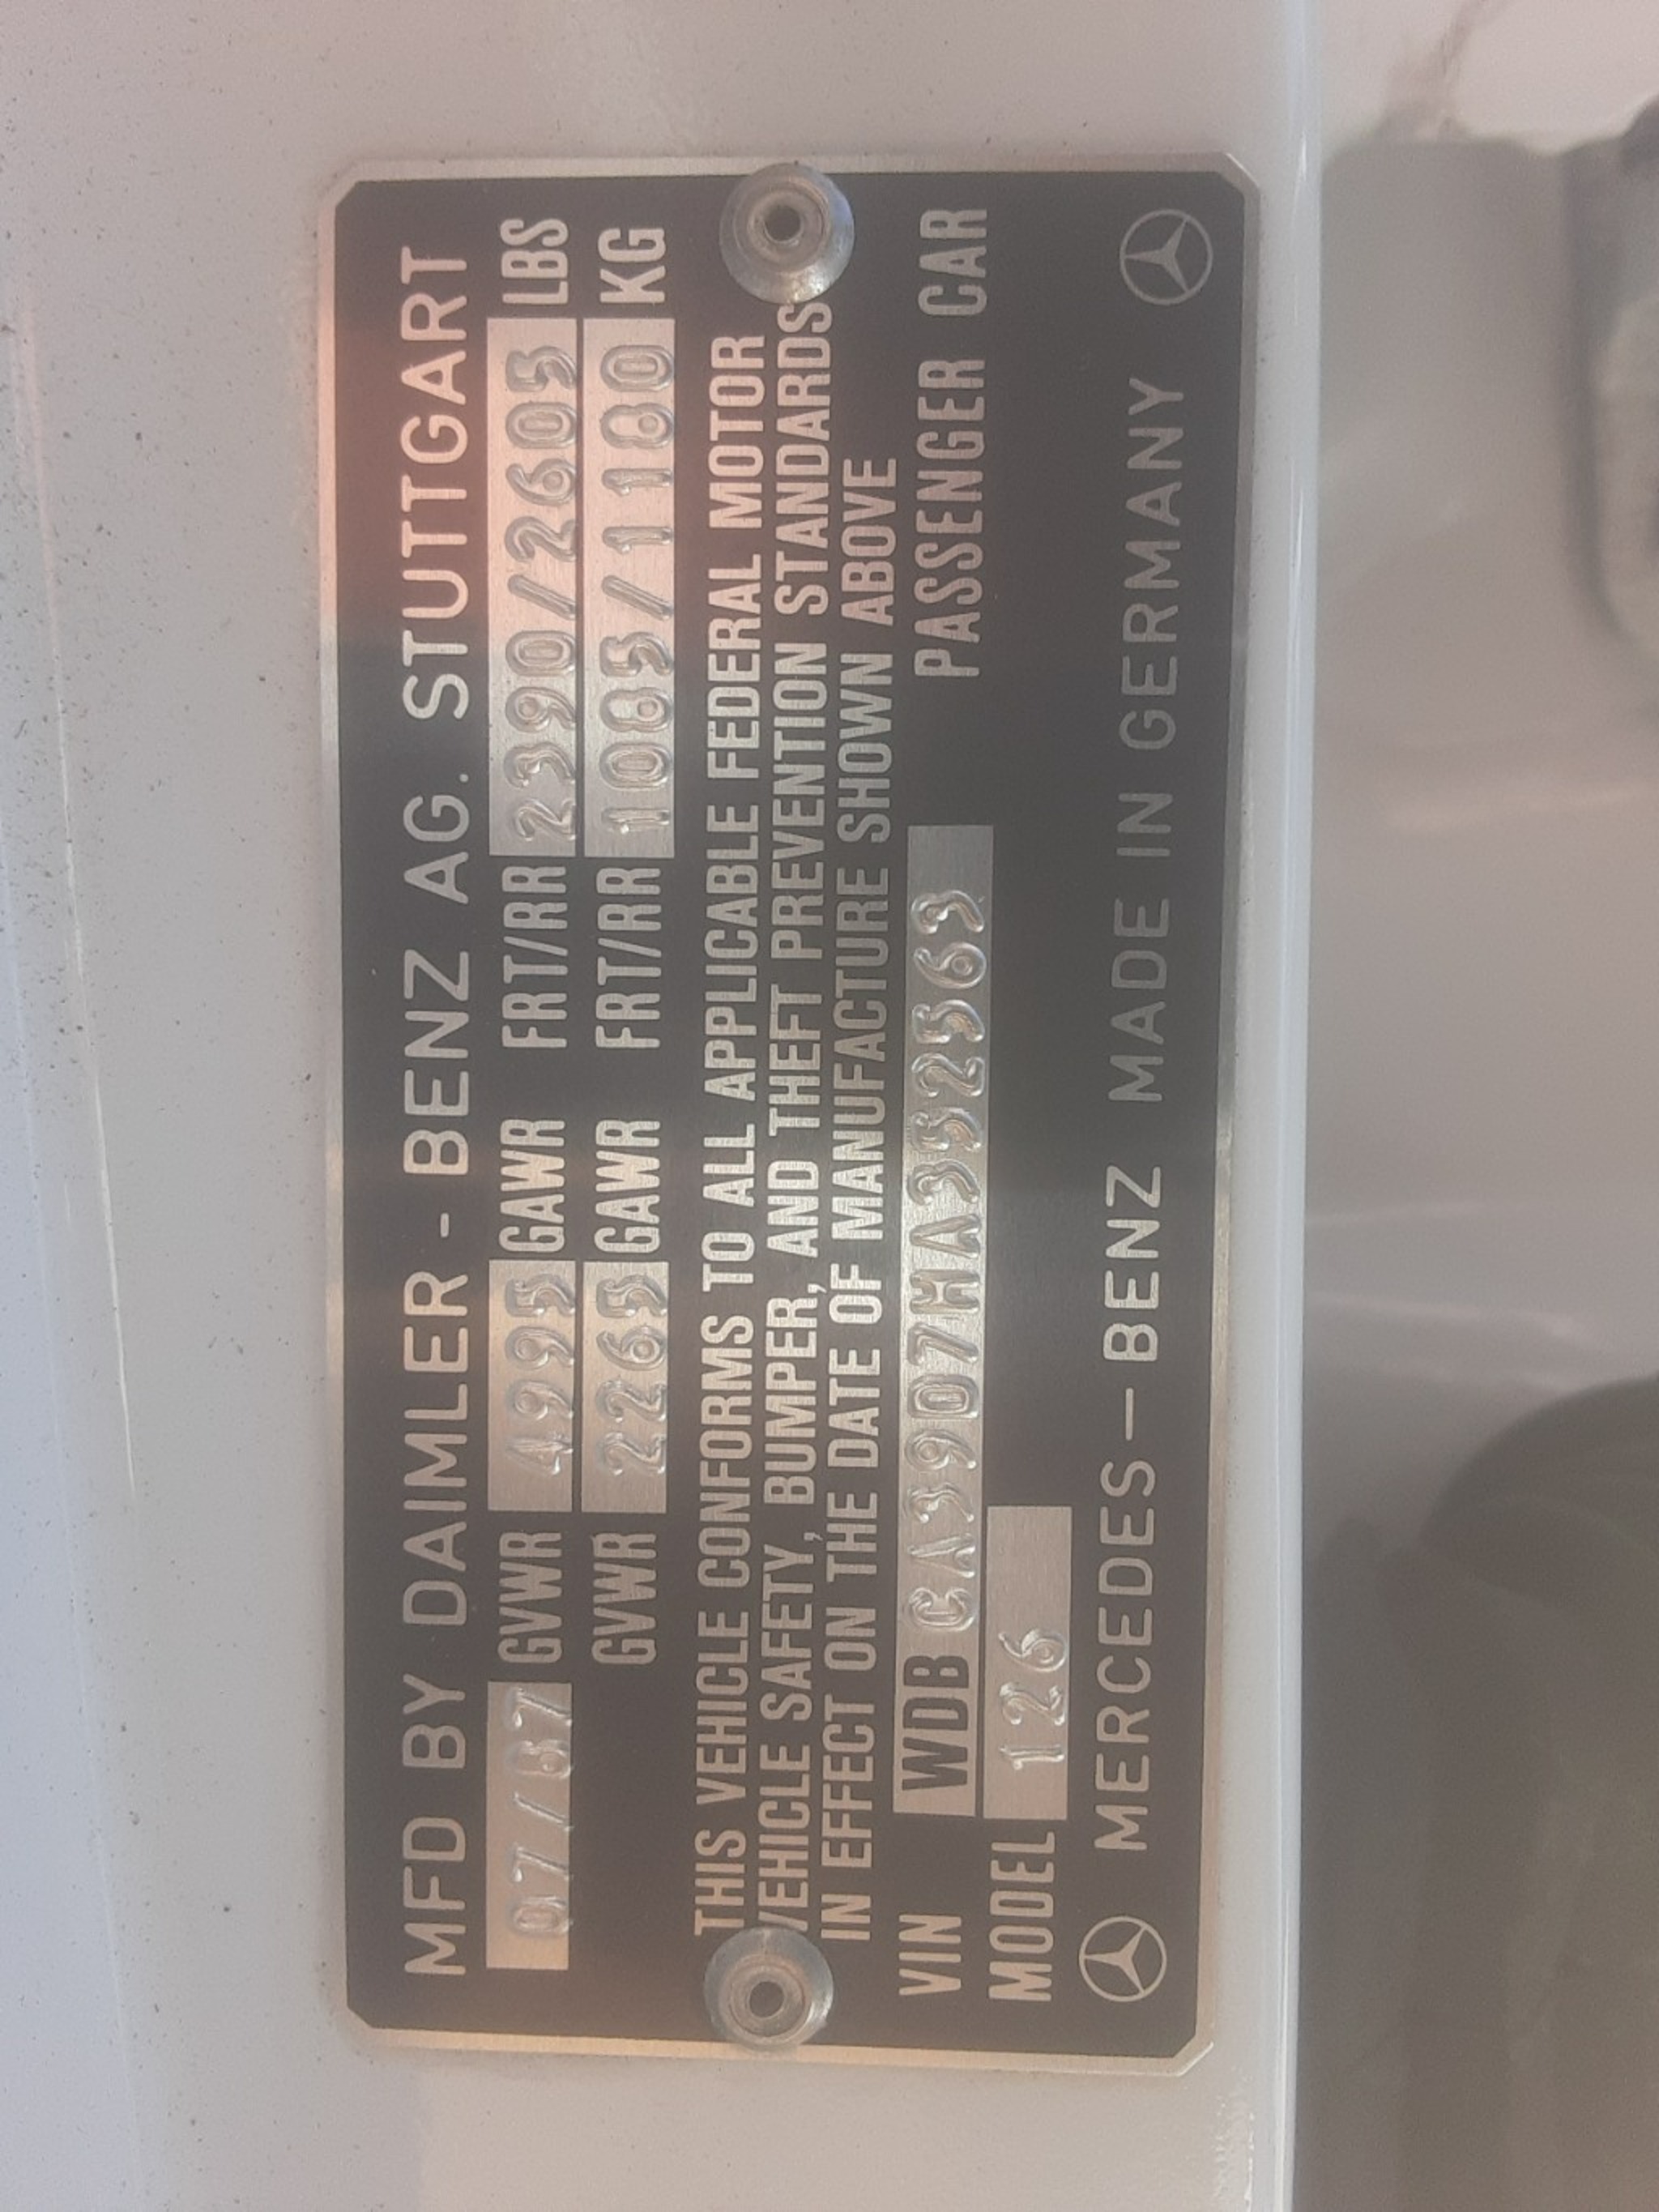 MFD BY DAIMLER - BENZ AG. STUTTGART
07/87 GVWR 4995 GAWR FRT/RR 2390/2605 LBS
GVWR 2265 GAWR FRT/RR 1085/1180 KG
THIS VEHICLE CONFORMS TO ALL APPLICABLE FEDERAL MOTOR
VEHICLE SAFETY, BUMPER, AND THEFT PREVENTION STANDARDS
IN EFFECT ON THE DATE OF MANUFACTURE SHOWN ABOVE
VIN WDB CA39D7HA352563 PASSENGER CAR
MODEL 126
MERCEDES — BENZ MADE IN GERMANY